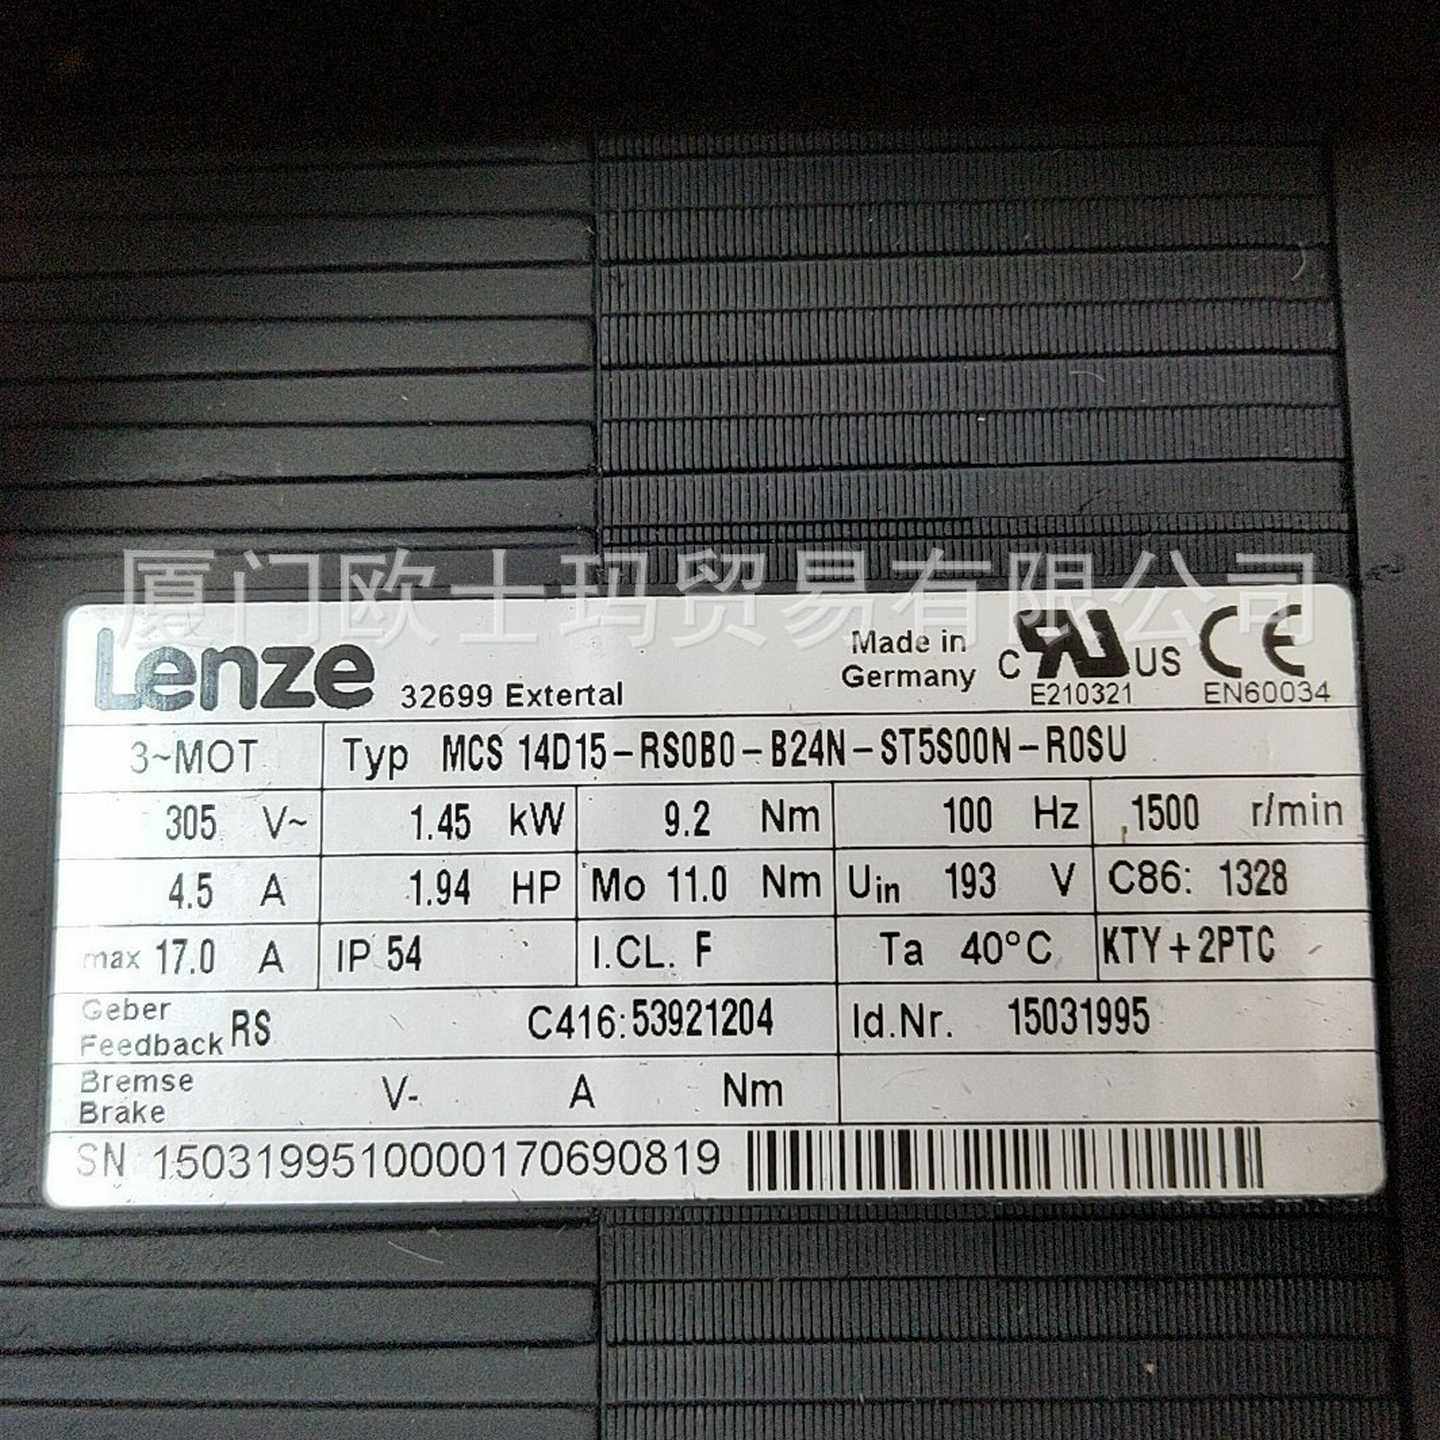 厦门欧士玛贸易有限公司
Lenze 32699 Extertal Made in Germany c RU US E210321 CE EN60034
3~MOT Typ MCS 14D15-RS0B0-B24N-ST5S00N-R0SU
305 V~ 1.45 kW 9.2 Nm 100 Hz 1500 r/min
4.5 A 1.94 HP Mo 11.0 Nm Uin 193 V C86: 1328
max 17.0 A IP 54 I.CL. F Ta 40°C KTY+2PTC
Geber Feedback RS C416:53921204 Id.Nr. 15031995
Bremse Brake V- A Nm
SN 1503199510000170690819